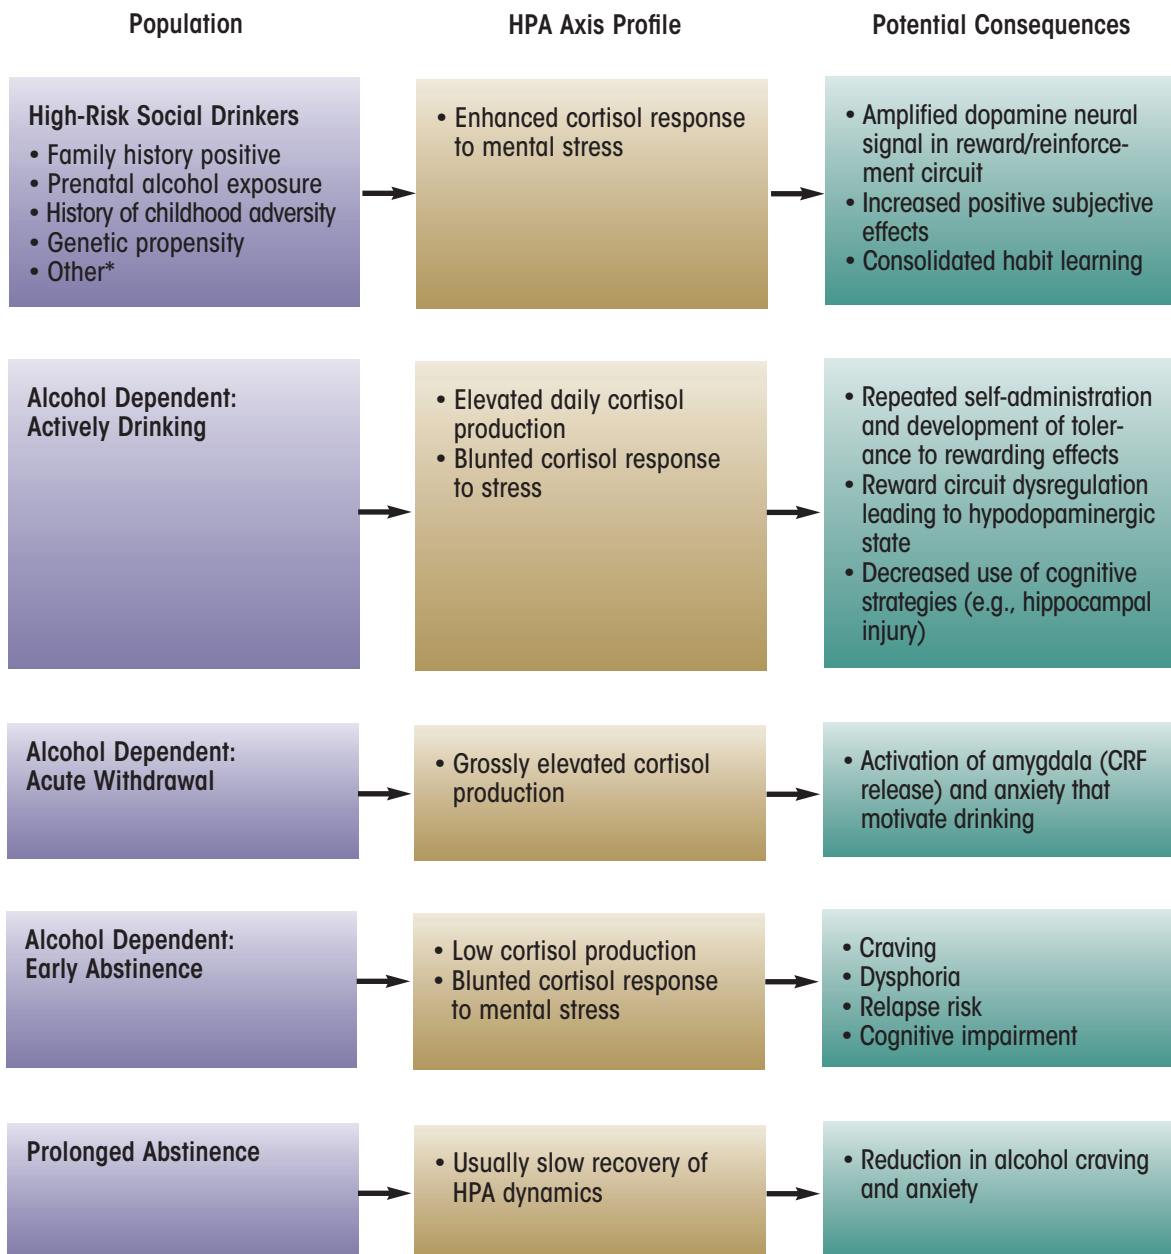 Population
HPA Axis Profile
Potential Consequences
High-Risk Social Drinkers
• Family history positive
• Prenatal alcohol exposure
• History of childhood adversity
• Genetic propensity
• Other*
• Enhanced cortisol response
to mental stress
• Amplified dopamine neural
signal in reward/reinforce-
ment circuit
• Increased positive subjective
effects
• Consolidated habit learning
Alcohol Dependent:
Actively Drinking
• Elevated daily cortisol
production
• Blunted cortisol response
to stress
• Repeated self-administration
and development of toler-
ance to rewarding effects
• Reward circuit dysregulation
leading to hypodopaminergic
state
• Decreased use of cognitive
strategies (e.g., hippocampal
injury)
Alcohol Dependent:
Acute Withdrawal
• Grossly elevated cortisol
production
• Activation of amygdala (CRF
release) and anxiety that
motivate drinking
Alcohol Dependent:
Early Abstinence
• Low cortisol production
• Blunted cortisol response
to mental stress
• Craving
• Dysphoria
• Relapse risk
• Cognitive impairment
Prolonged Abstinence
• Usually slow recovery of
HPA dynamics
• Reduction in alcohol craving
and anxiety